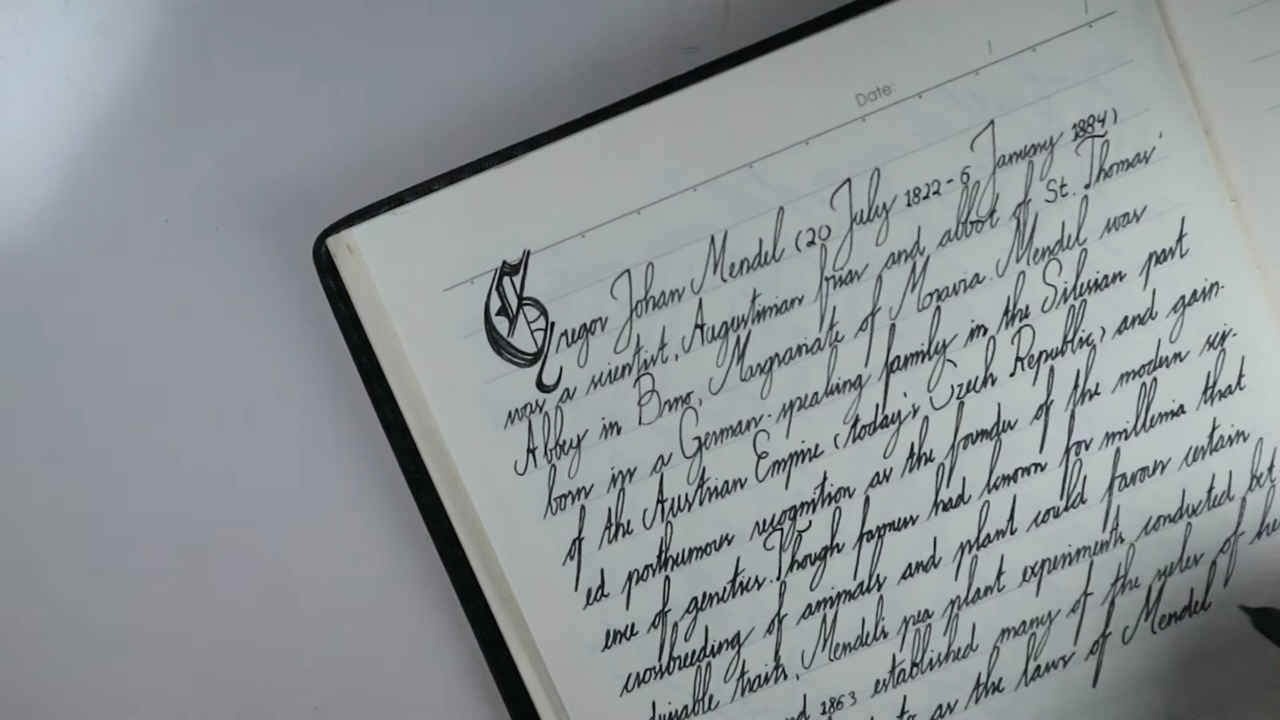 Date:
Gregor Johan Mendel (20 July 1822 - 6 January 1884)
was a scientist, Augustinian friar and abbot of St. Thomas'
Abbey in Brno, Margraviate of Moravia. Mendel was
born in a German-speaking family in the Silesian part
of the Austrian Empire (today's Czech Republic) and gain-
ed posthumous recognition as the founder of the modern sci-
ence of genetics. Though farmers had known for millenia that
crossbreeding of animals and plant could favour certain
desirable traits, Mendel's pea plant experiments conducted bet
1863 established many of the rules of he
as the laws of Mendel